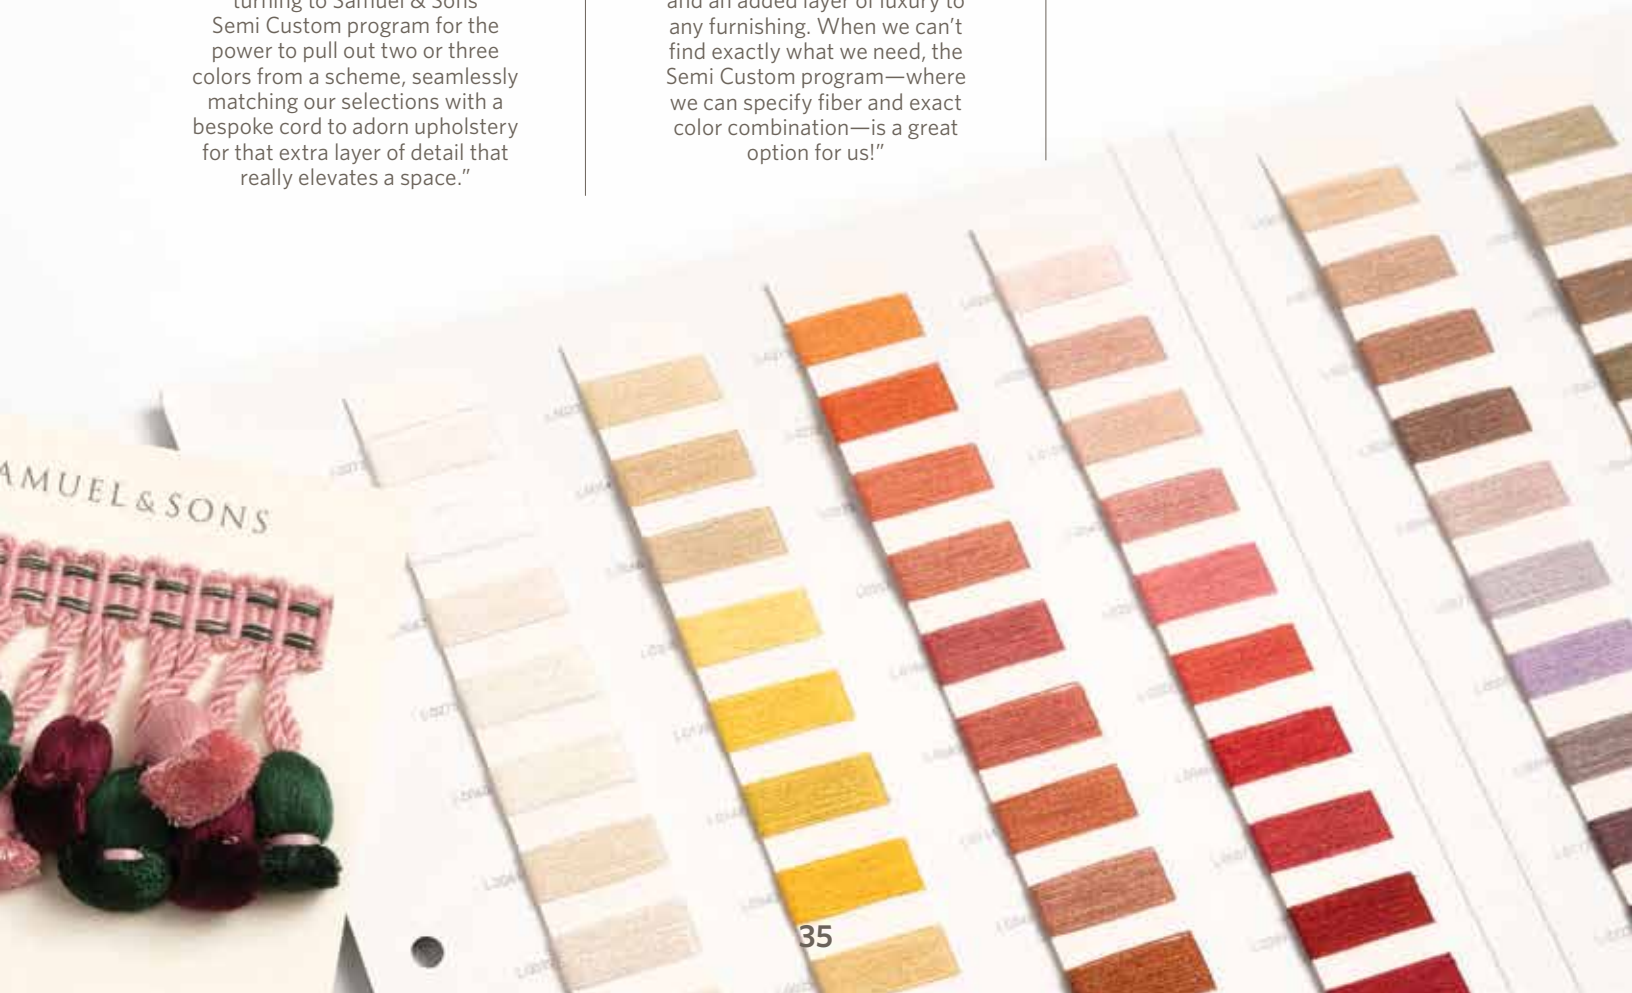 turning to Samuel & Sons
Semi Custom program for the
power to pull out two or three
colors from a scheme, seamlessly
matching our selections with a
bespoke cord to adorn upholstery
for that extra layer of detail that
really elevates a space.”
and an added layer of luxury to
any furnishing. When we can’t
find exactly what we need, the
Semi Custom program—where
we can specify fiber and exact
color combination—is a great
option for us!”
AMUEL & SONS
35